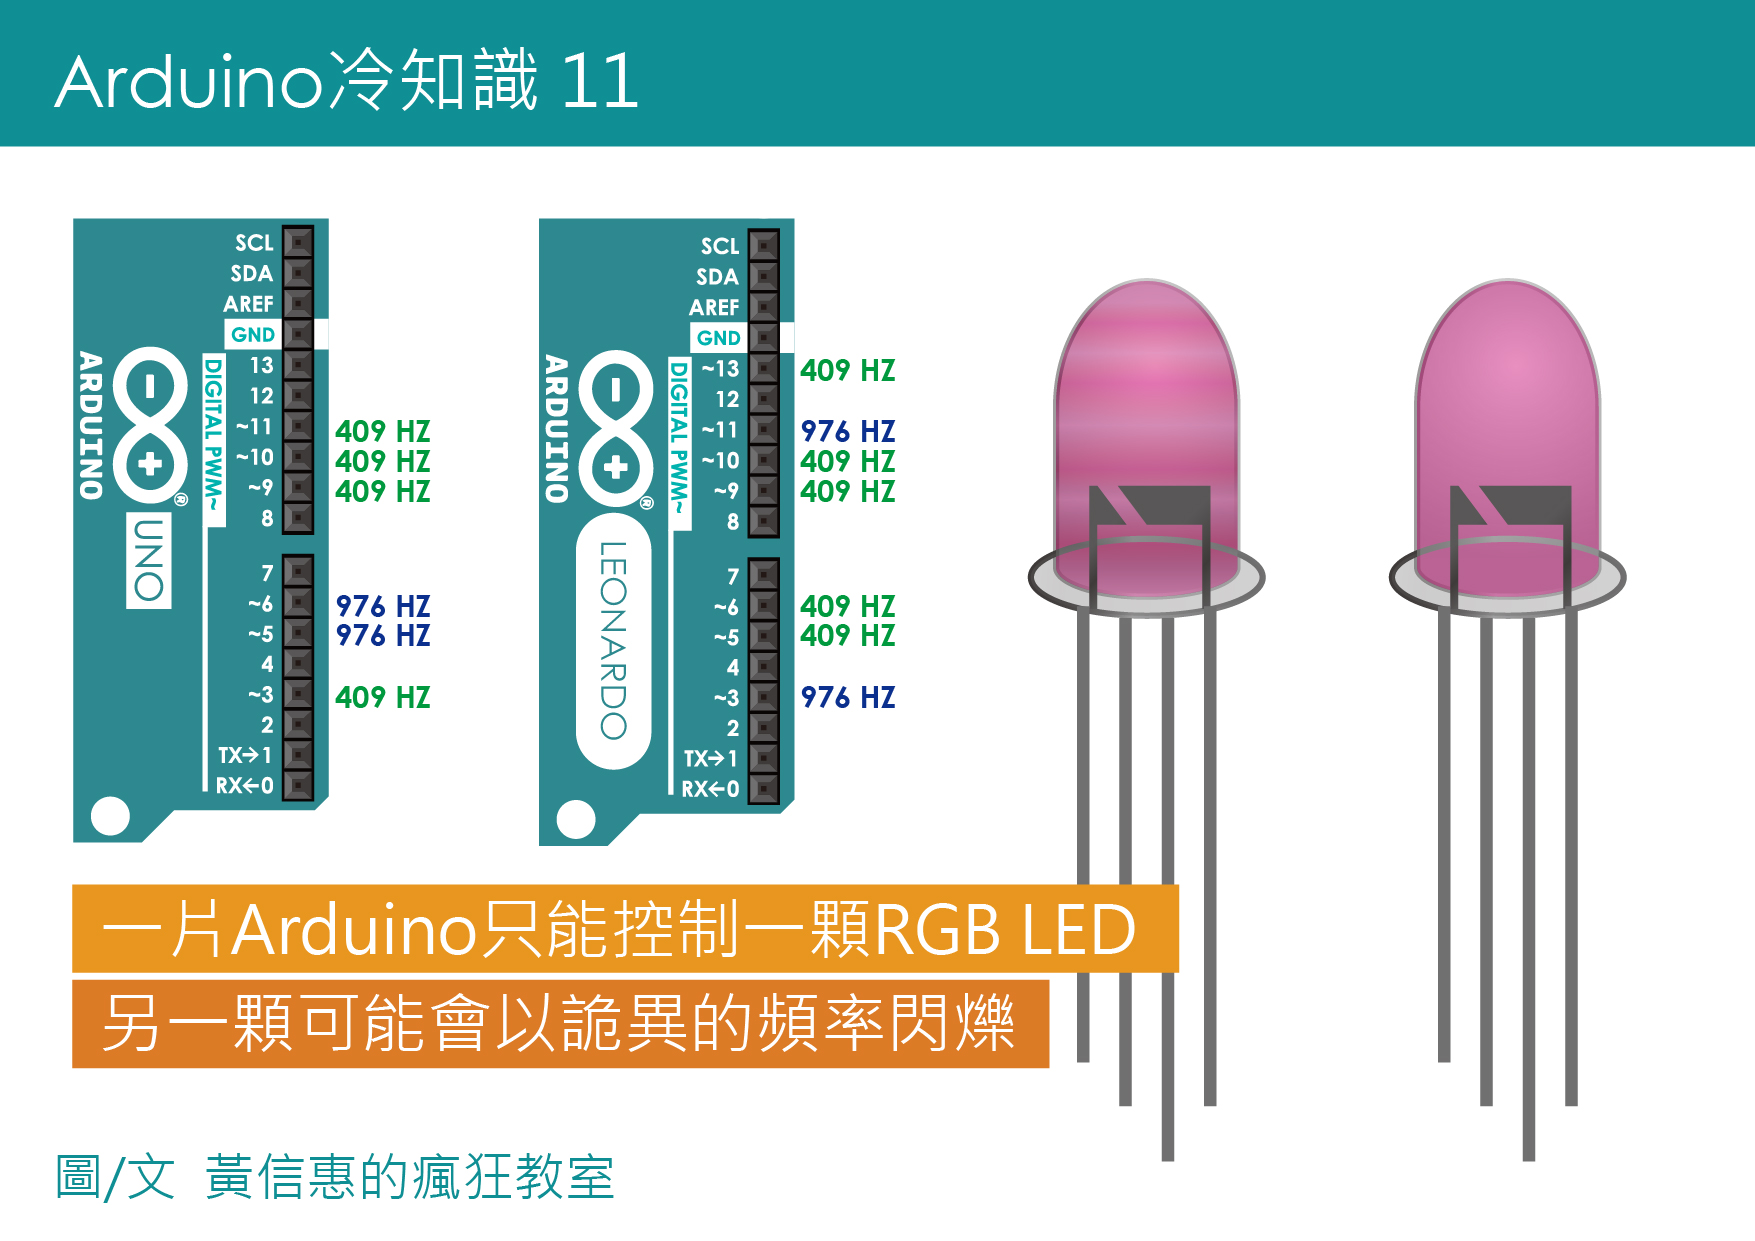 Arduino冷知識 11
SCL
SDA
AREF
GND
13
12
~11 409 HZ
~10 409 HZ
~9 409 HZ
8
7
~6 976 HZ
~5 976 HZ
4
~3 409 HZ
2
TX→1
RX←0
DIGITAL PWM~
ARDUINO
®
UNO
SCL
SDA
AREF
GND
~13 409 HZ
12
~11 976 HZ
~10 409 HZ
~9 409 HZ
8
7
~6 409 HZ
~5 409 HZ
4
~3 976 HZ
2
TX→1
RX←0
DIGITAL PWM~
ARDUINO
®
LEONARDO
一片Arduino只能控制一顆RGB LED
另一顆可能會以詭異的頻率閃爍
圖/文 黃信惠的瘋狂教室